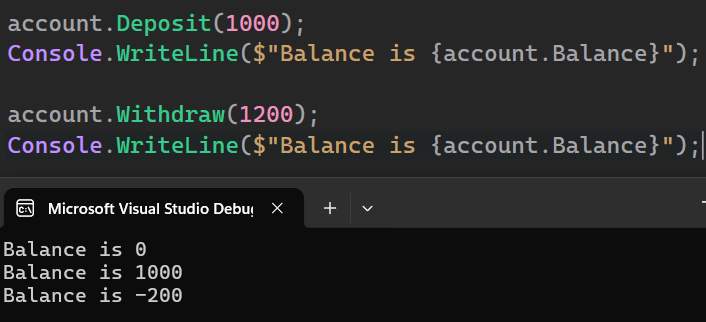 account.Deposit(1000);
Console.WriteLine($"Balance is {account.Balance}");
account.Withdraw(1200);
Console.WriteLine($"Balance is {account.Balance}");
Microsoft Visual Studio Debug
Balance is 0
Balance is 1000
Balance is -200